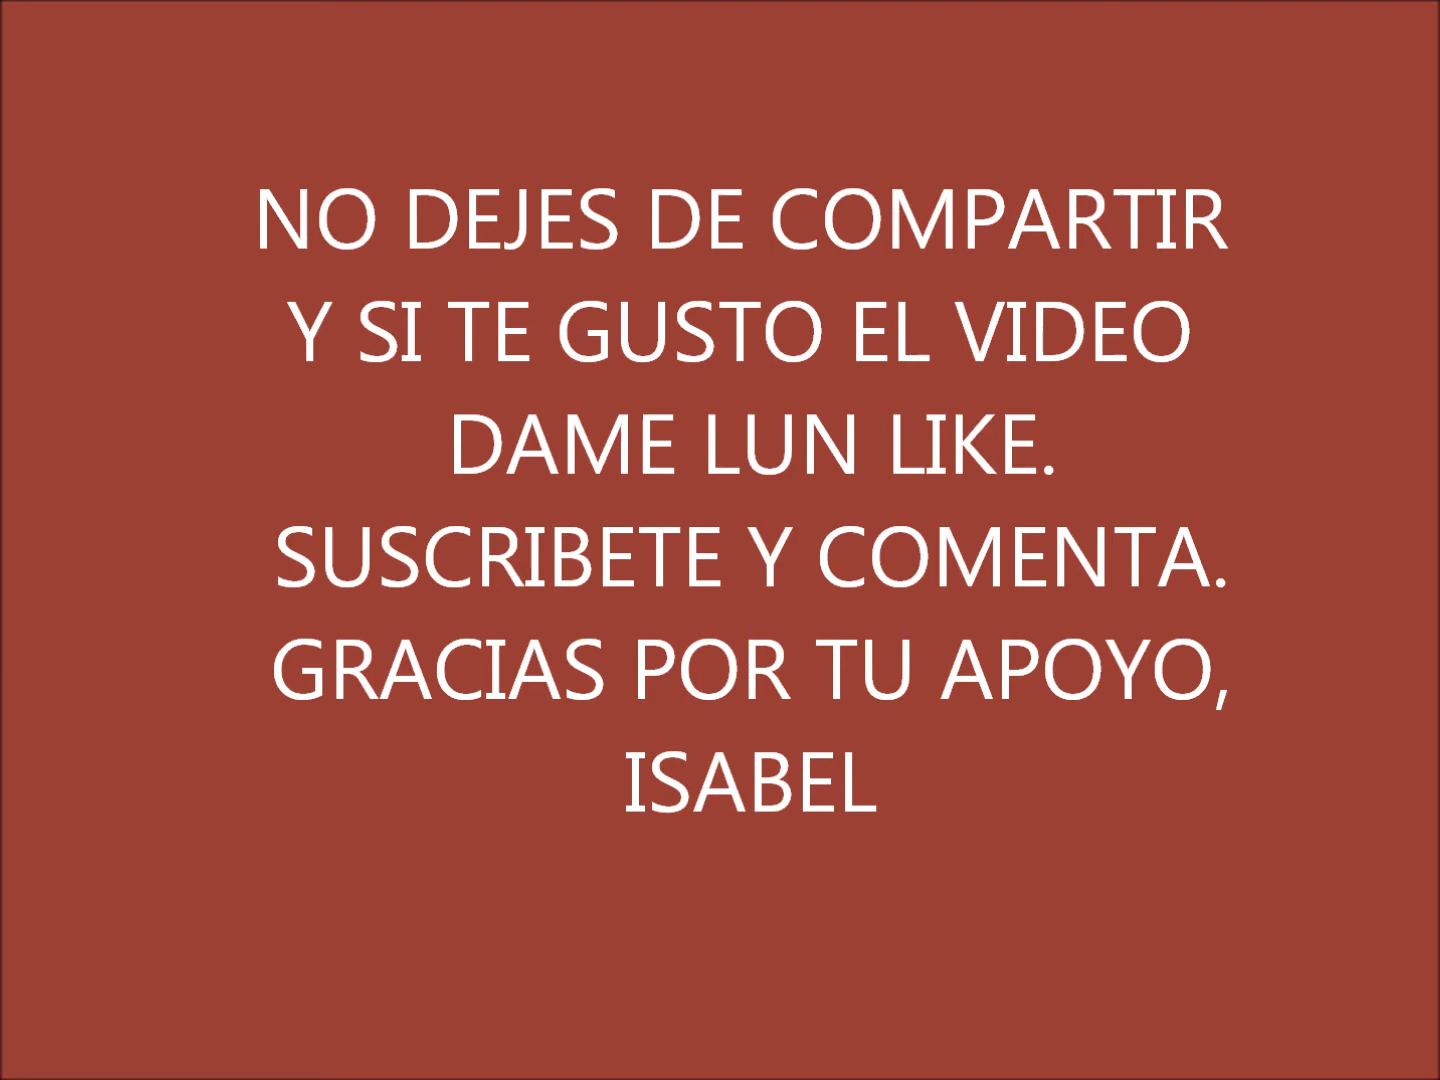 NO DEJES DE COMPARTIR
Y SI TE GUSTO EL VIDEO
DAME LUN LIKE.
SUSCRIBETE Y COMENTA.
GRACIAS POR TU APOYO,
ISABEL